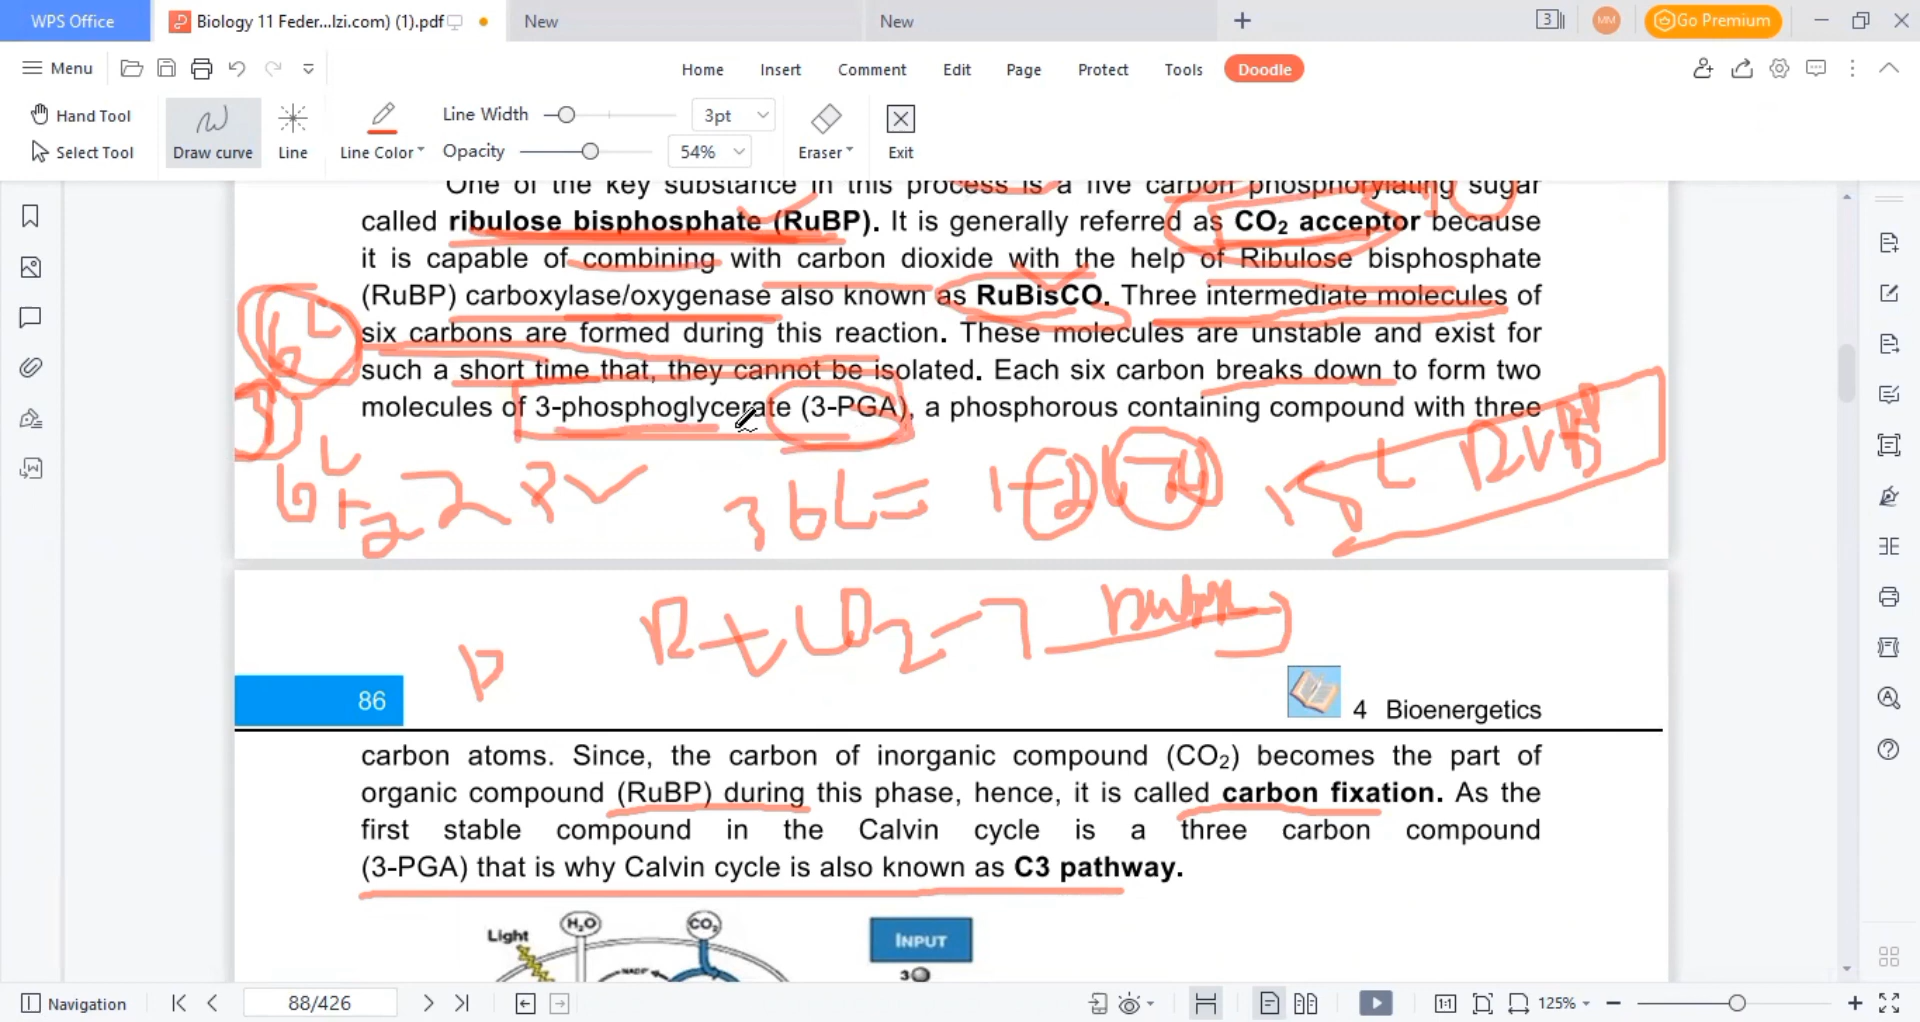 WPS Office Biology 11 Feder...lzi.com) (1).pdf New New 3 MM Go Premium
Menu Home Insert Comment Edit Page Protect Tools Doodle
Hand Tool Select Tool Draw curve Line Line Color Line Width 3pt Opacity 54% Eraser Exit
One of the key substance in this process is a five carbon phosphorylating sugar
called ribulose bisphosphate (RuBP). It is generally referred as CO₂ acceptor because
it is capable of combining with carbon dioxide with the help of Ribulose bisphosphate
(RuBP) carboxylase/oxygenase also known as RuBisCO. Three intermediate molecules of
six carbons are formed during this reaction. These molecules are unstable and exist for
such a short time that, they cannot be isolated. Each six carbon breaks down to form two
molecules of 3-phosphoglycerate (3-PGA), a phosphorous containing compound with three
86
4 Bioenergetics
carbon atoms. Since, the carbon of inorganic compound (CO₂) becomes the part of
organic compound (RuBP) during this phase, hence, it is called carbon fixation. As the
first stable compound in the Calvin cycle is a three carbon compound
(3-PGA) that is why Calvin cycle is also known as C3 pathway.
Light H₂O CO₂ INPUT
3
Navigation 88/426 125%